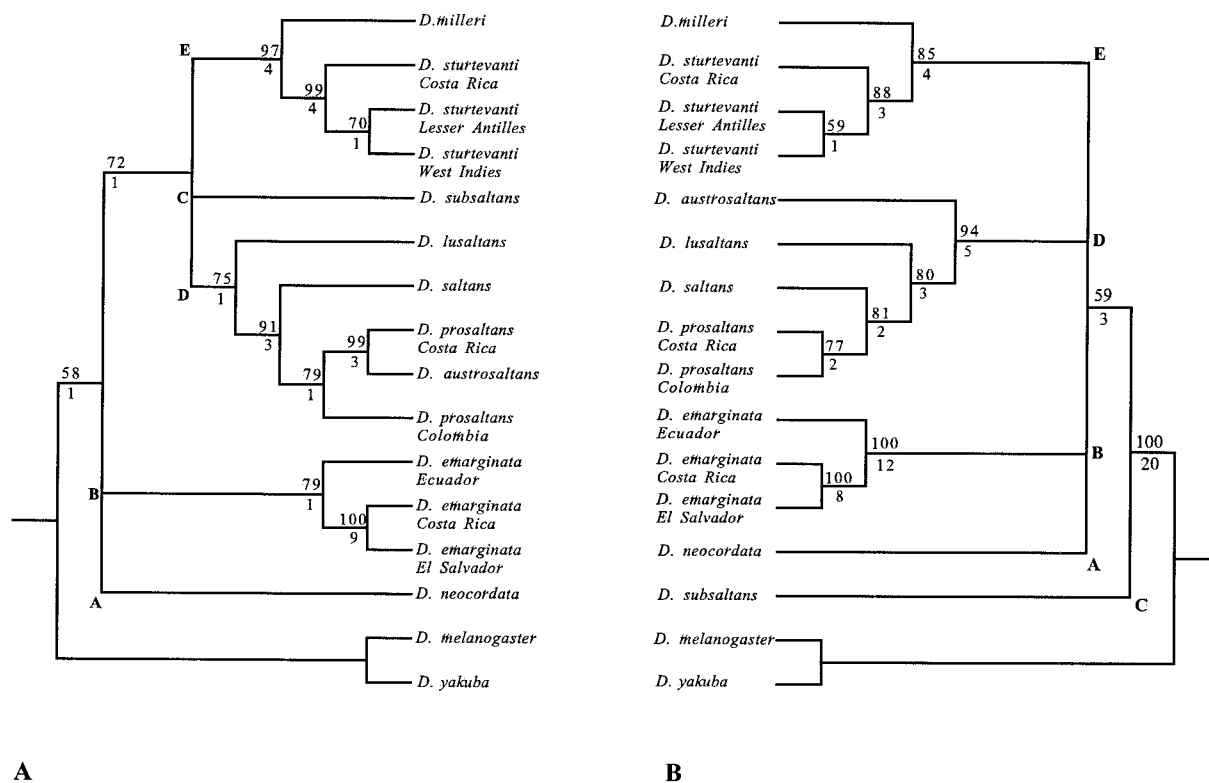 E
97
4
D.milleri
99
4
D. sturtevanti
Costa Rica
70
1
D. sturtevanti
Lesser Antilles
D. sturtevanti
West Indies
72
1
C
D. subsaltans
D
75
1
D. lusaltans
91
3
D. saltans
79
1
99
3
D. prosaltans
Costa Rica
D. austrosaltans
D. prosaltans
Colombia
58
1
B
79
1
D. emarginata
Ecuador
100
9
D. emarginata
Costa Rica
D. emarginata
El Salvador
A
D. neocordata
D. melanogaster
D. yakuba
A
D.milleri
85
4
E
D. sturtevanti
Costa Rica
88
3
D. sturtevanti
Lesser Antilles
59
1
D. sturtevanti
West Indies
D. austrosaltans
94
5
D
D. lusaltans
80
3
D. saltans
81
2
59
3
D. prosaltans
Costa Rica
77
2
D. prosaltans
Colombia
D. emarginata
Ecuador
100
12
B
100
20
D. emarginata
Costa Rica
100
8
D. emarginata
El Salvador
D. neocordata
A
D. subsaltans
C
D. melanogaster
D. yakuba
B